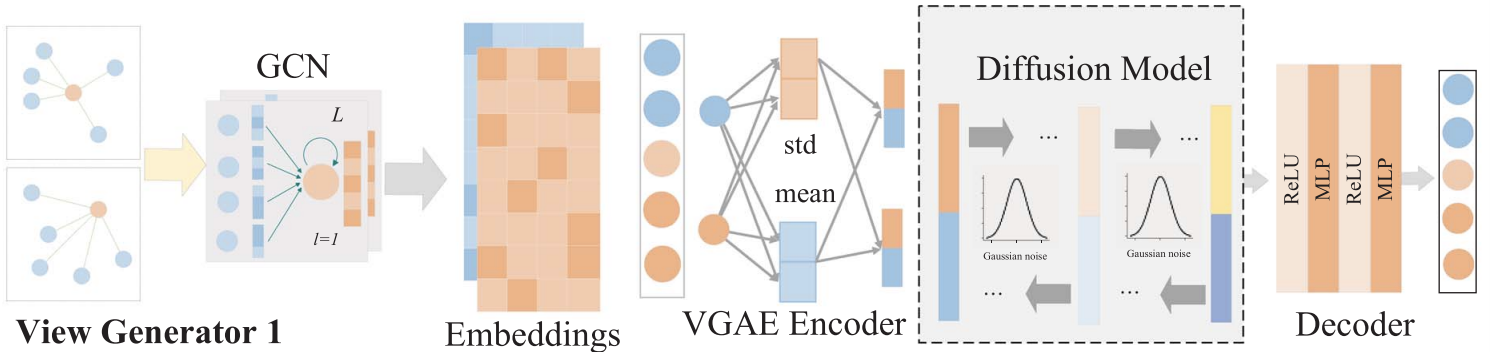 GCN
L
l=1
View Generator 1
Embeddings
std
mean
VGAE Encoder
Diffusion Model
...
...
Gaussian noise
Gaussian noise
...
...
ReLU
MLP
ReLU
MLP
Decoder